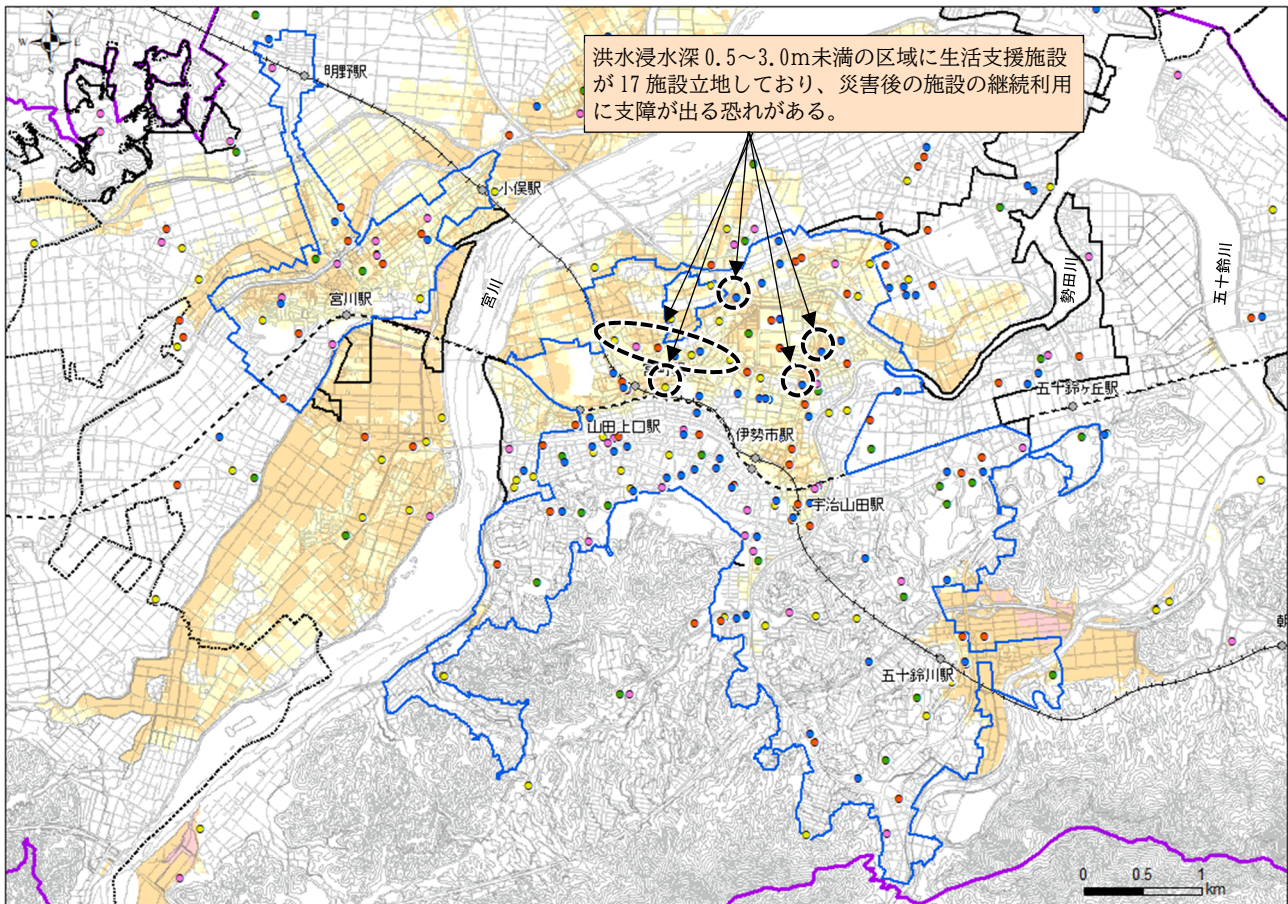 N
W
E
S
明野駅
洪水浸水深 0.5～3.0m未満の区域に生活支援施設
が 17 施設立地しており、災害後の施設の継続利用
に支障が出る恐れがある。
小俣駅
宮川
勢田川
五十鈴川
宮川駅
山田上口駅
伊勢市駅
五十鈴ヶ丘駅
宇治山田駅
五十鈴川駅
朝
0 0.5 1
km